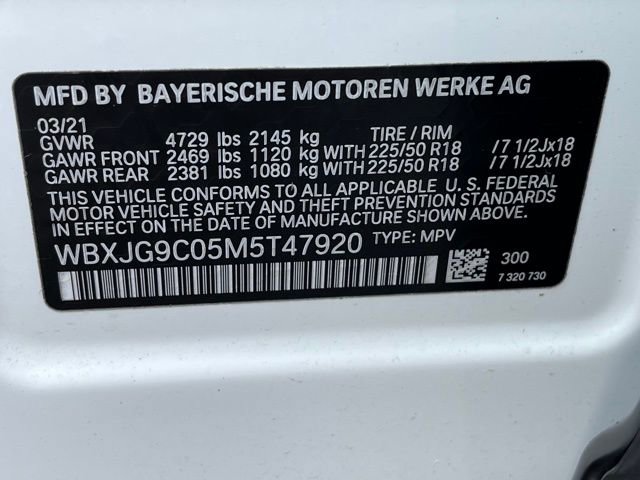 MFD BY BAYERISCHE MOTOREN WERKE AG
03/21
GVWR 4729 lbs 2145 kg TIRE / RIM
GAWR FRONT 2469 lbs 1120 kg WITH 225/50 R18 /7 1/2Jx18
GAWR REAR 2381 lbs 1080 kg WITH 225/50 R18 /7 1/2Jx18
THIS VEHICLE CONFORMS TO ALL APPLICABLE U. S. FEDERAL
MOTOR VEHICLE SAFETY AND THEFT PREVENTION STANDARDS
IN EFFECT ON THE DATE OF MANUFACTURE SHOWN ABOVE.
WBXJG9C05M5T47920 TYPE: MPV
300
7 320 730